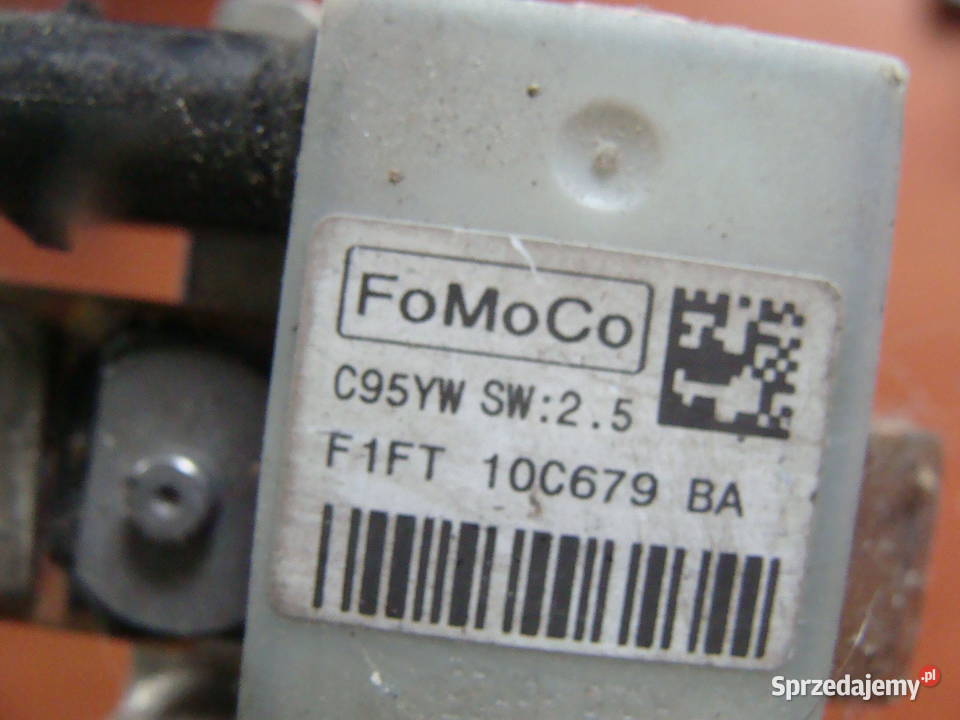 FoMoCo
C95YW SW:2.5
F1FT 10C679 BA
Sprzedajemy.pl